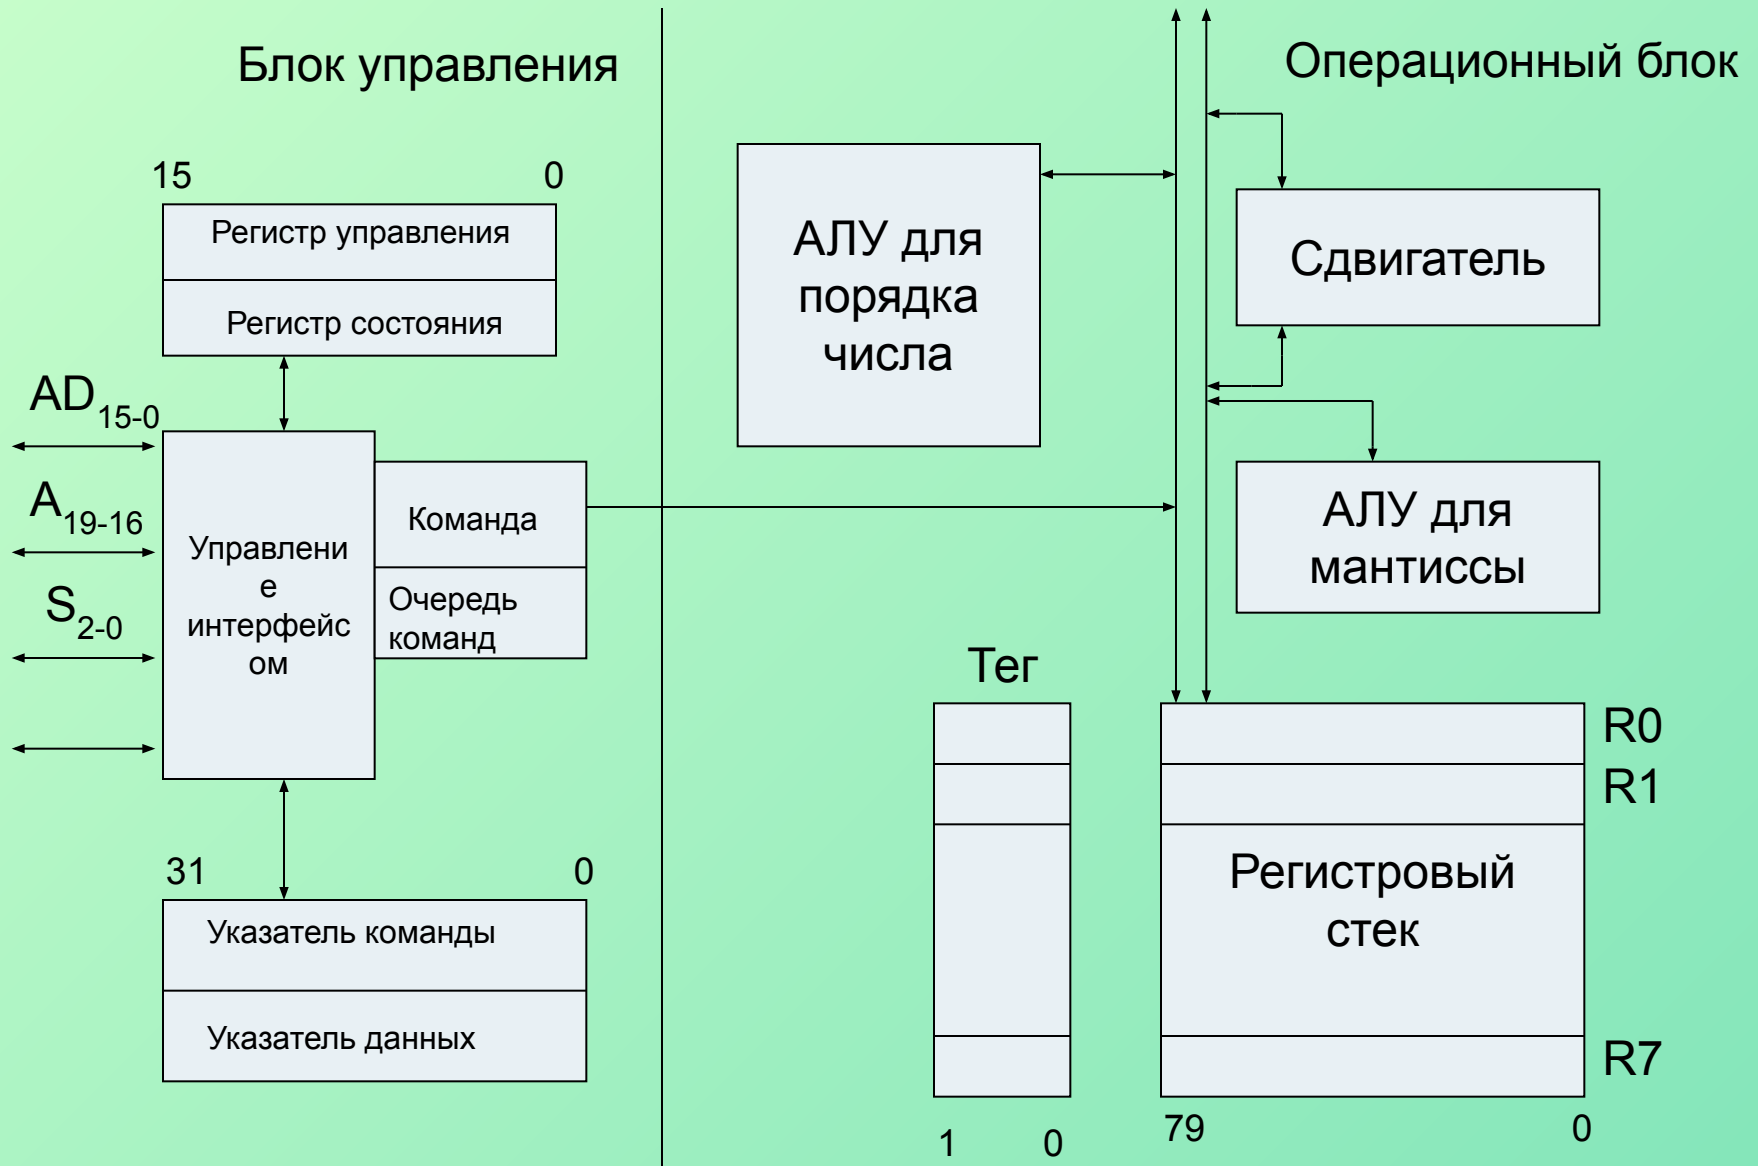 Блок управления
15 0
Регистр управления
Регистр состояния
AD15-0
A19-16
S2-0
Управлени
е
интерфейс
ом
Команда
Очередь
команд
31 0
Указатель команды
Указатель данных
Операционный блок
АЛУ для
порядка
числа
Сдвигатель
АЛУ для
мантиссы
Тег
1 0
R0
R1
Регистровый
стек
R7
79 0